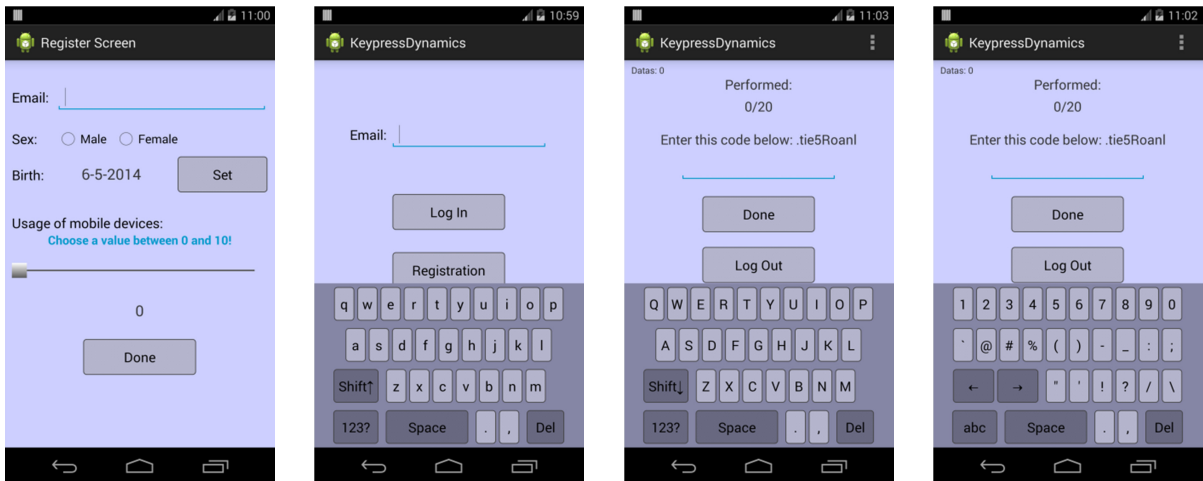 11:00
Register Screen
Email:
Sex: Male Female
Birth: 6-5-2014 Set
Usage of mobile devices:
Choose a value between 0 and 10!
0
Done
10:59
KeypressDynamics
Email:
Log In
Registration
q w e r t y u i o p
a s d f g h j k l
Shift↑ z x c v b n m
123? Space . , Del
11:03
KeypressDynamics
Datas: 0
Performed:
0/20
Enter this code below: .tie5Roanl
Done
Log Out
Q W E R T Y U I O P
A S D F G H J K L
Shift↓ Z X C V B N M
123? Space . , Del
11:02
KeypressDynamics
Datas: 0
Performed:
0/20
Enter this code below: .tie5Roanl
Done
Log Out
1 2 3 4 5 6 7 8 9 0
` @ # % ( ) - _ : ;
← → " ' ! ? / \
abc Space . , Del